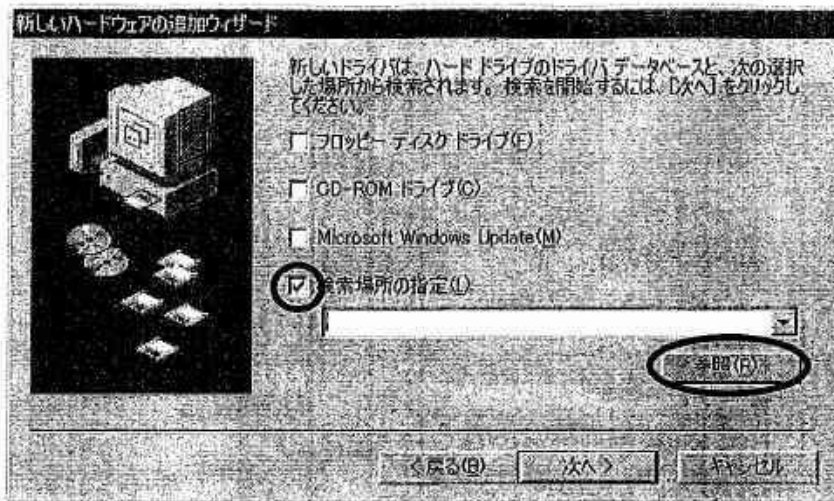 新しいハードウェアの追加ウィザード
新しいドライバは、ハード ドライブのドライバ データベースと、次の選択
した場所から検索されます。検索を開始するには、[次へ] をクリックし
てください。
フロッピー ディスク ドライブ(F)
CD-ROM ドライブ(C)
Microsoft Windows Update(M)
検索場所の指定(L)
参照(R)
< 戻る(B)
次へ >
キャンセル